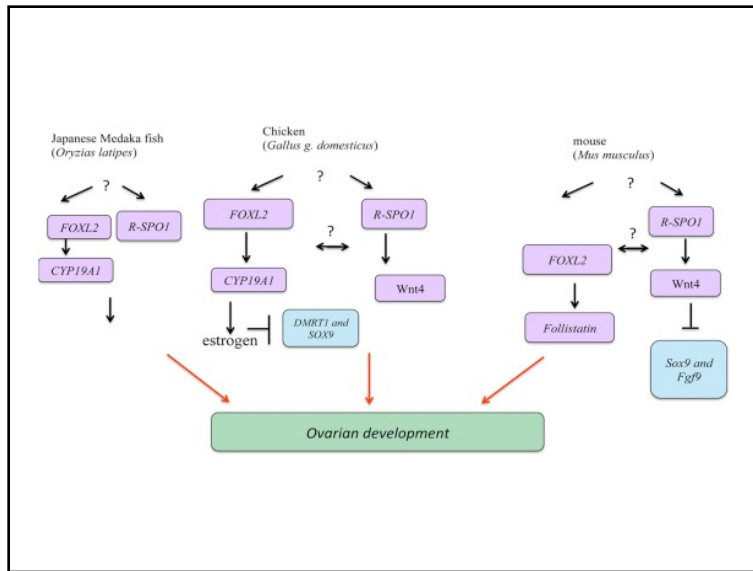 Japanese Medaka fish
(Oryzias latipes)
?
FOXL2
R-SPO1
CYP19A1
Chicken
(Gallus g. domesticus)
?
FOXL2
R-SPO1
?
CYP19A1
Wnt4
estrogen
DMRT1 and
SOX9
mouse
(Mus musculus)
?
R-SPO1
?
FOXL2
Wnt4
Follistatin
Sox9 and
Fgf9
Ovarian development